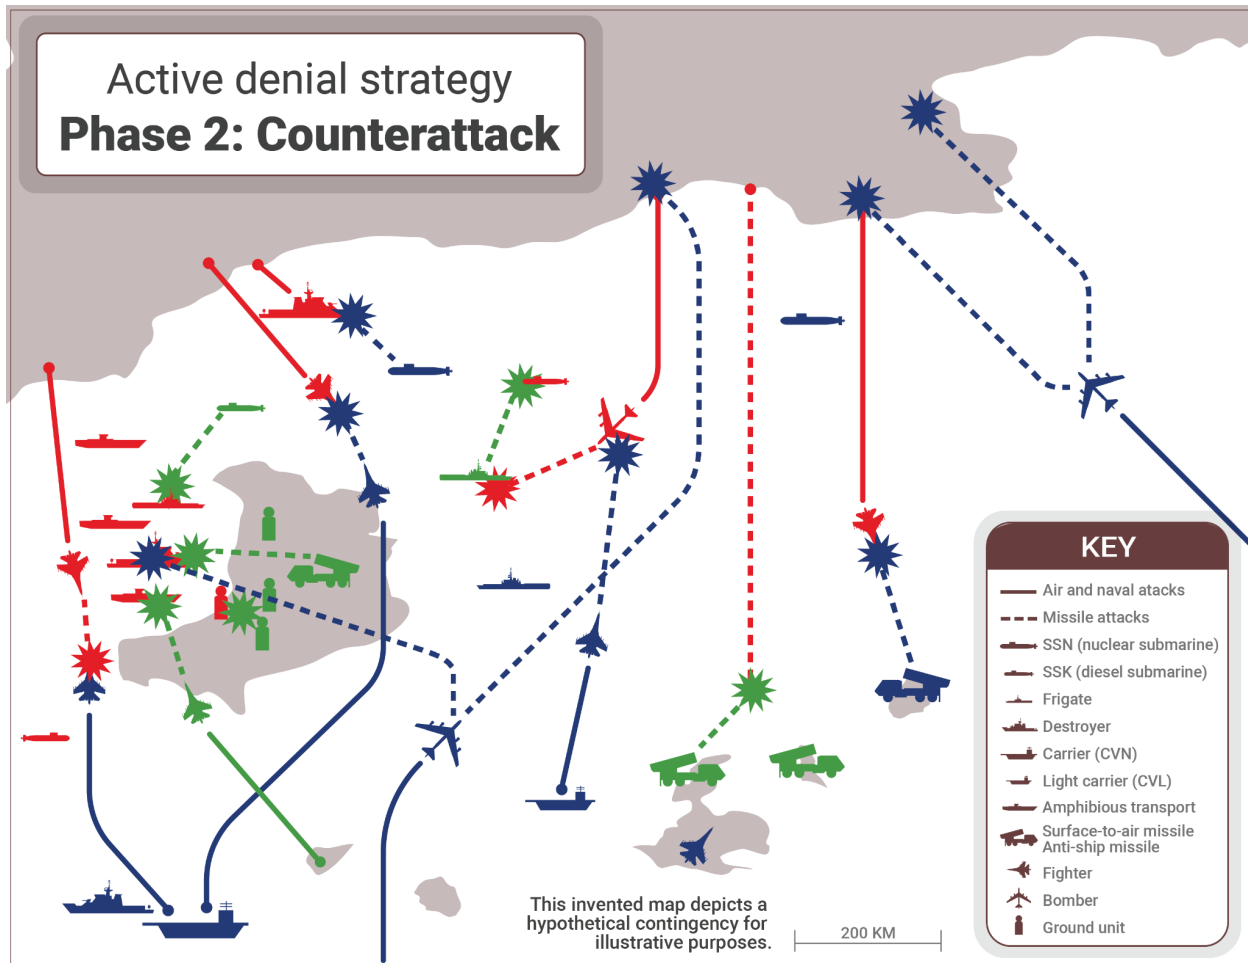 Active denial strategy
Phase 2: Counterattack
KEY
Air and naval atacks
Missile attacks
SSN (nuclear submarine)
SSK (diesel submarine)
Frigate
Destroyer
Carrier (CVN)
Light carrier (CVL)
Amphibious transport
Surface-to-air missile
Anti-ship missile
Fighter
Bomber
Ground unit
This invented map depicts a
hypothetical contingency for
illustrative purposes.
200 KM